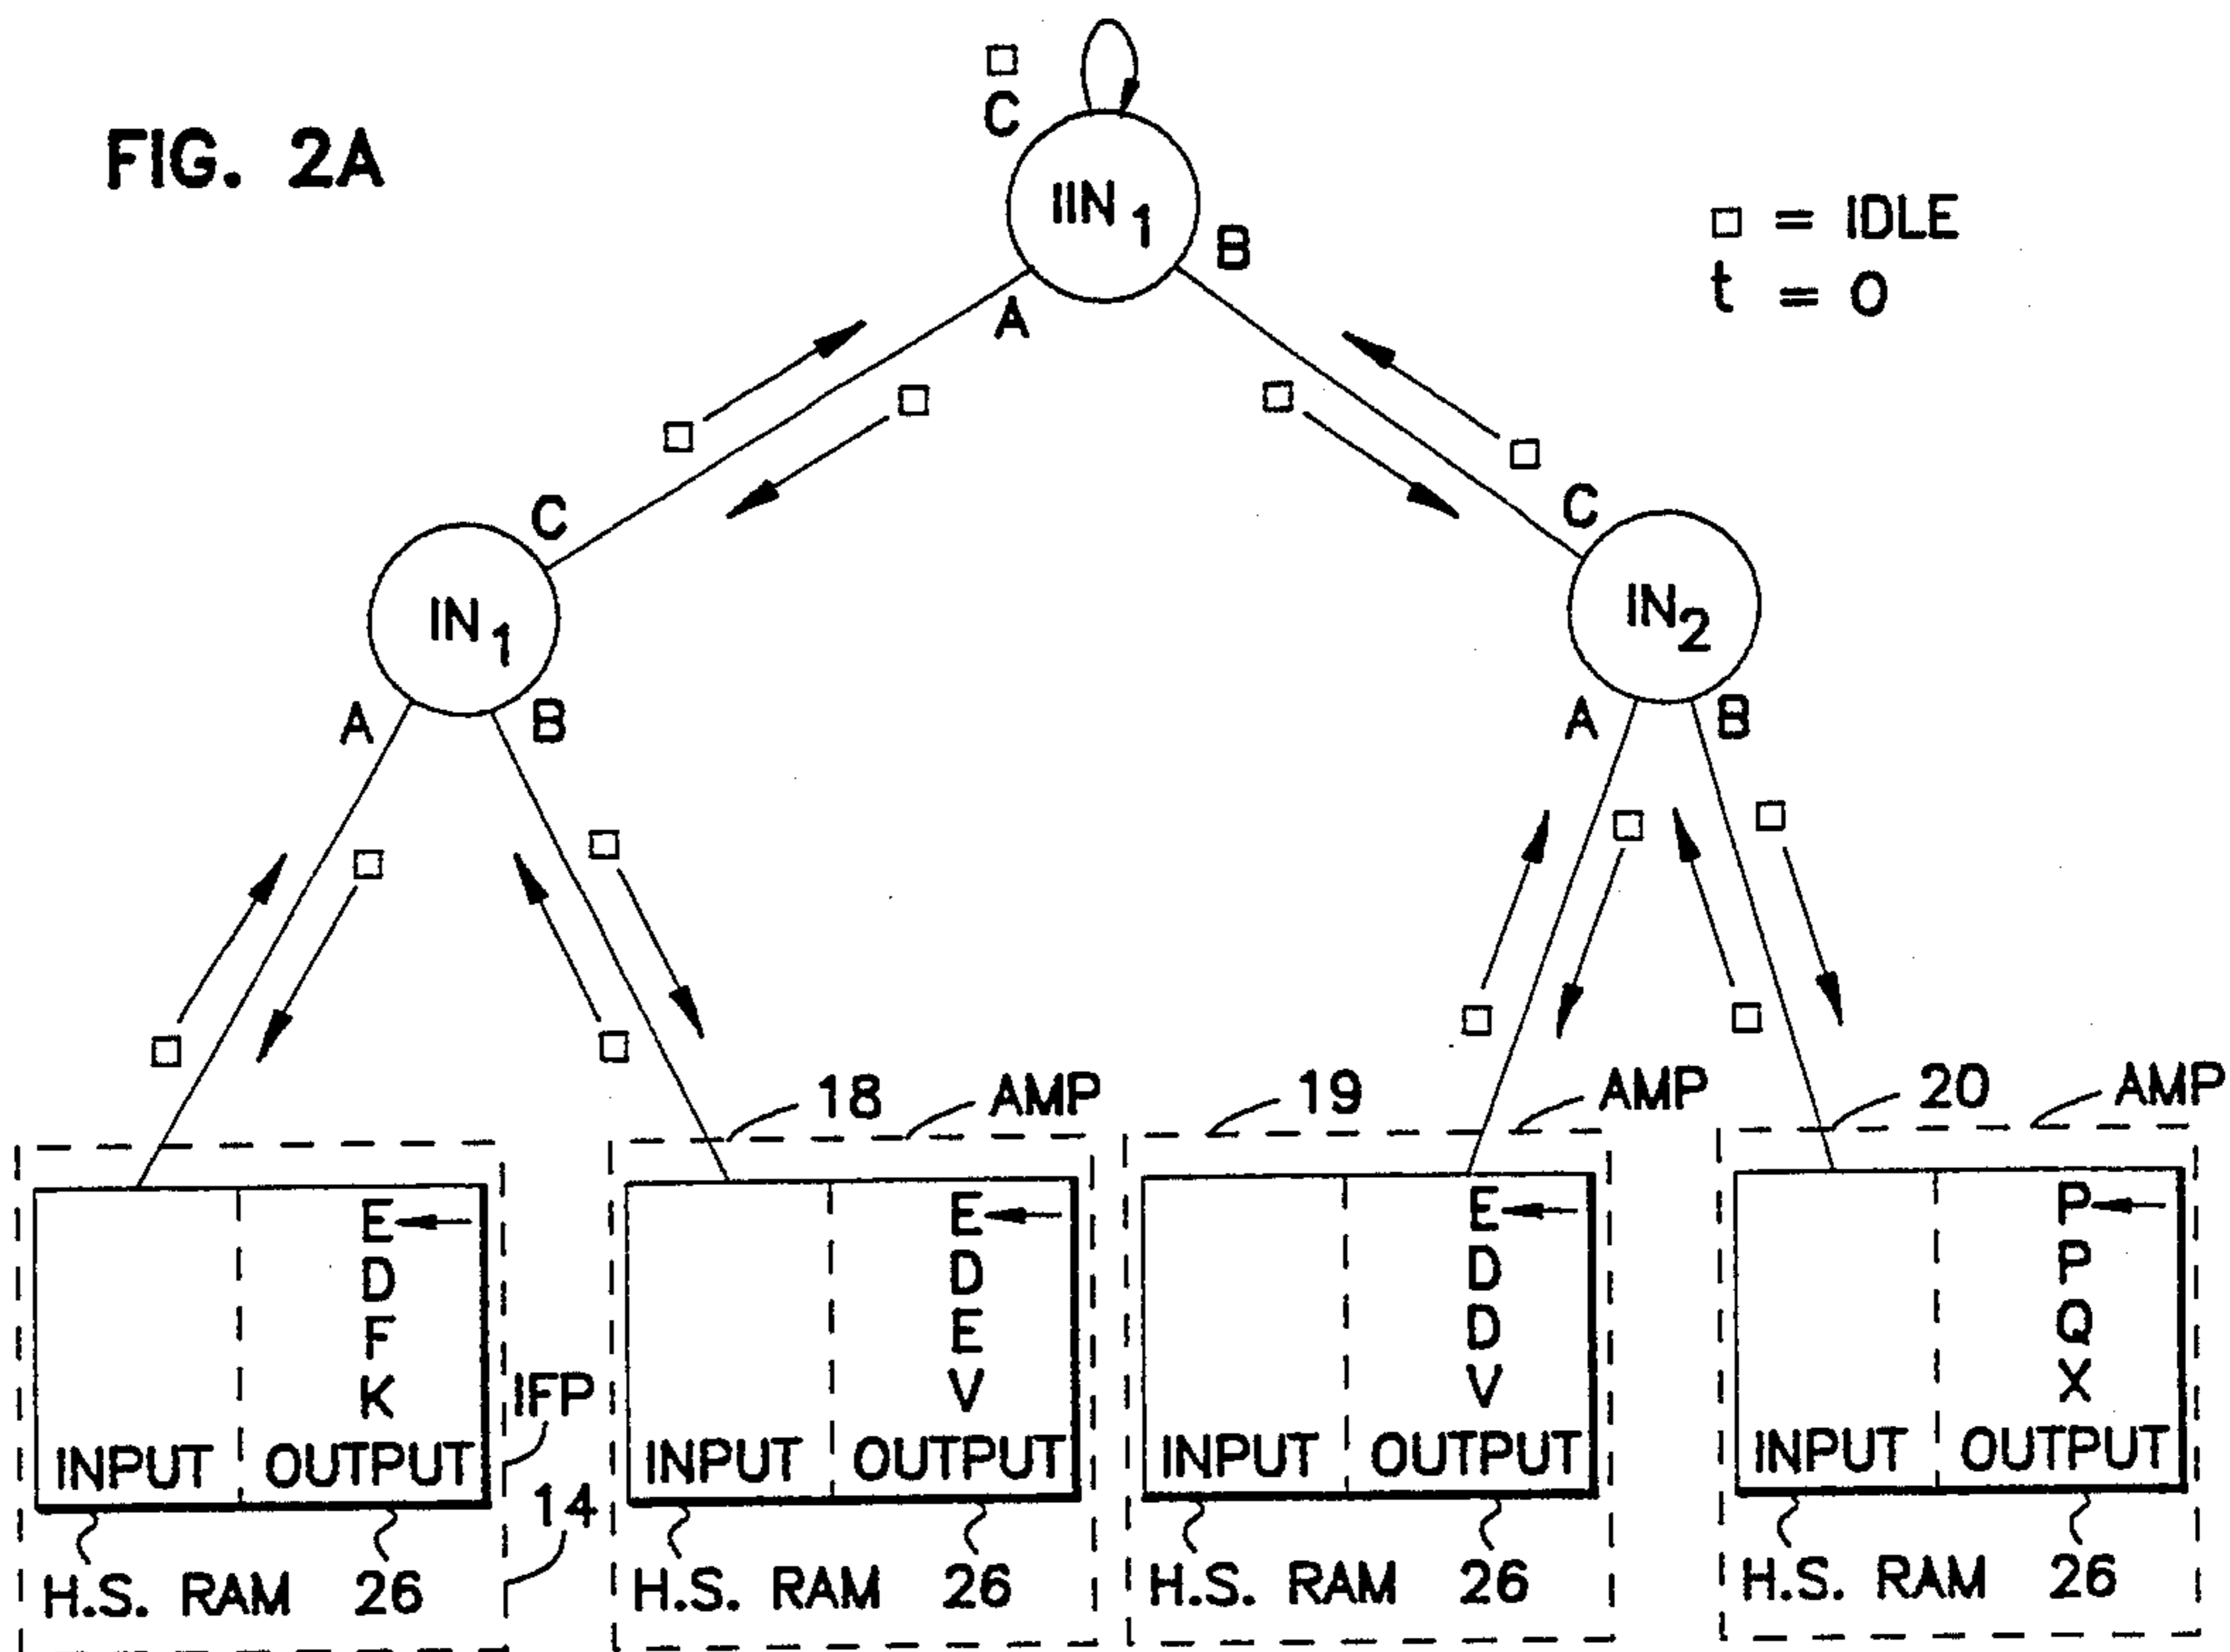 FIG. 2A
□
C
IIN1
B
A
□ = IDLE
t = 0
□
□
□
□
C
IN1
A
B
C
IN2
A
B
□
□
□
□
□
□
□
□
18
AMP
19
AMP
20
AMP
E
D
F
K
INPUT
OUTPUT
IFP
14
H.S. RAM
26
E
D
E
V
INPUT
OUTPUT
H.S. RAM
26
E
D
D
V
INPUT
OUTPUT
H.S. RAM
26
P
P
Q
X
INPUT
OUTPUT
H.S. RAM
26